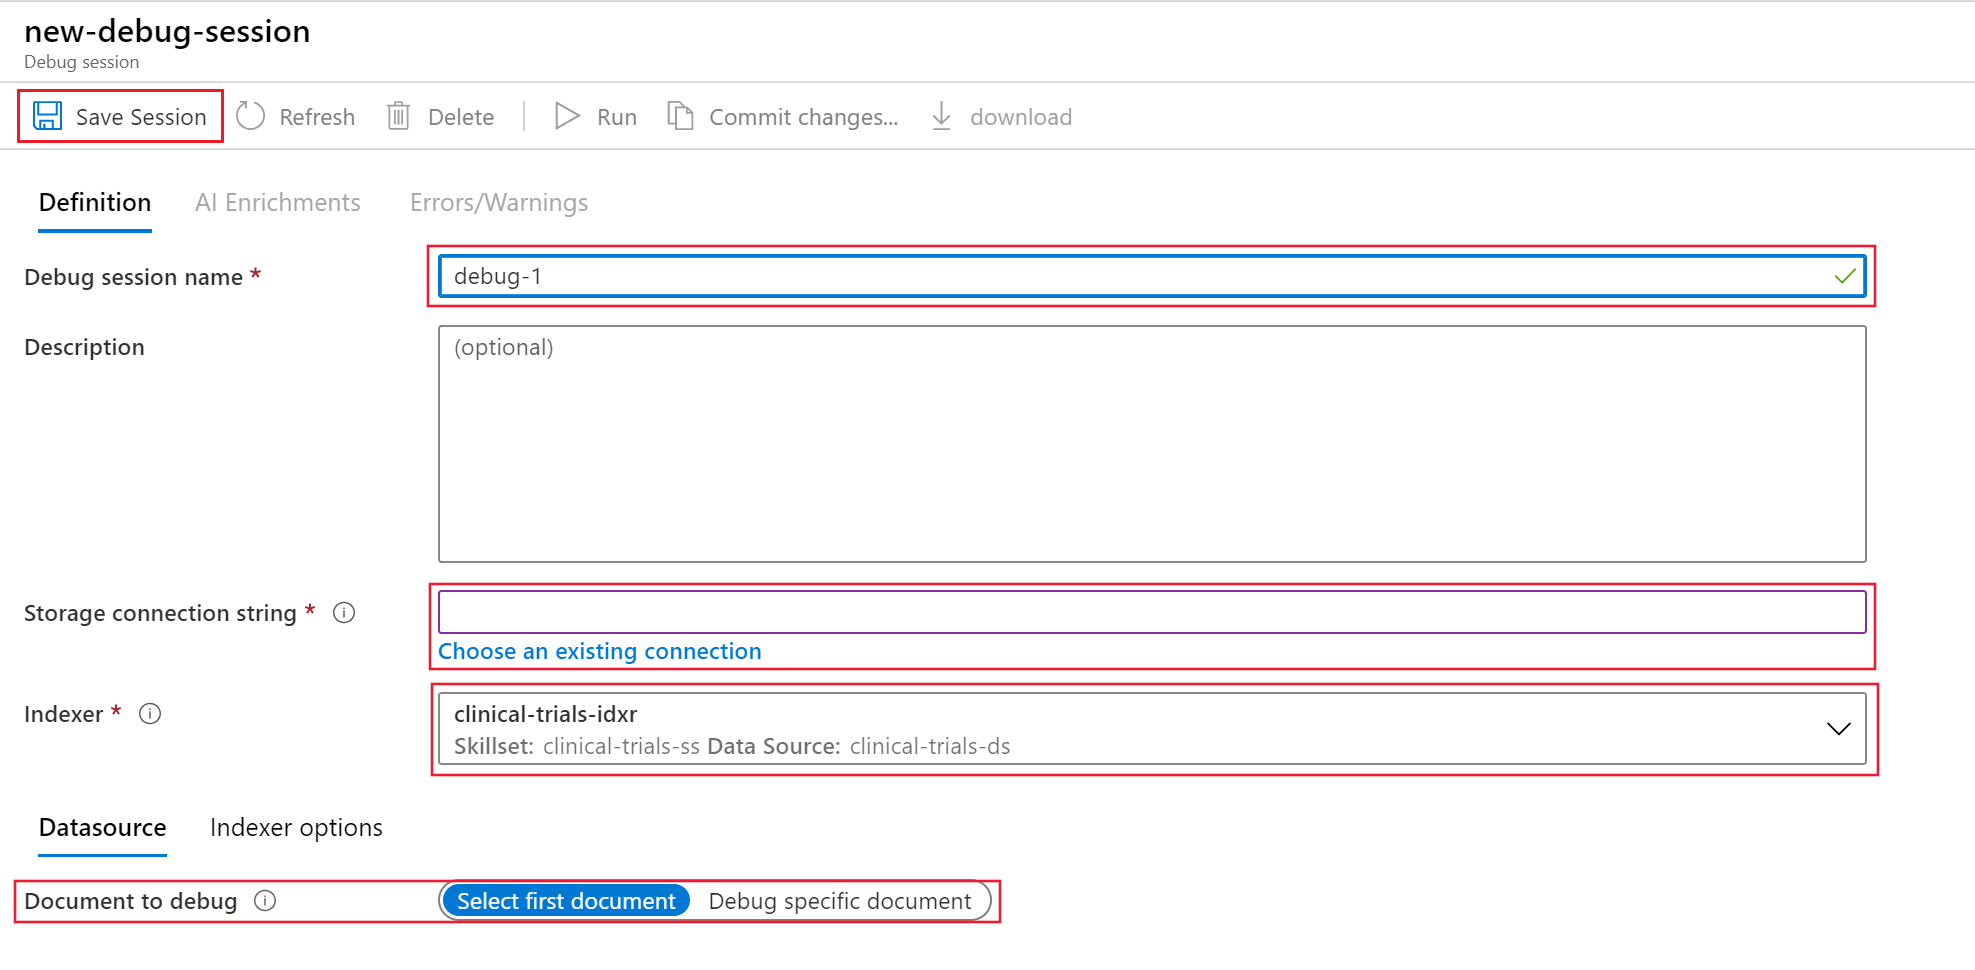 new-debug-session
Debug session
Save Session Refresh Delete Run Commit changes... download
Definition AI Enrichments Errors/Warnings
Debug session name * debug-1
Description (optional)
Storage connection string *
Choose an existing connection
Indexer * clinical-trials-idxr
Skillset: clinical-trials-ss Data Source: clinical-trials-ds
Datasource Indexer options
Document to debug Select first document Debug specific document